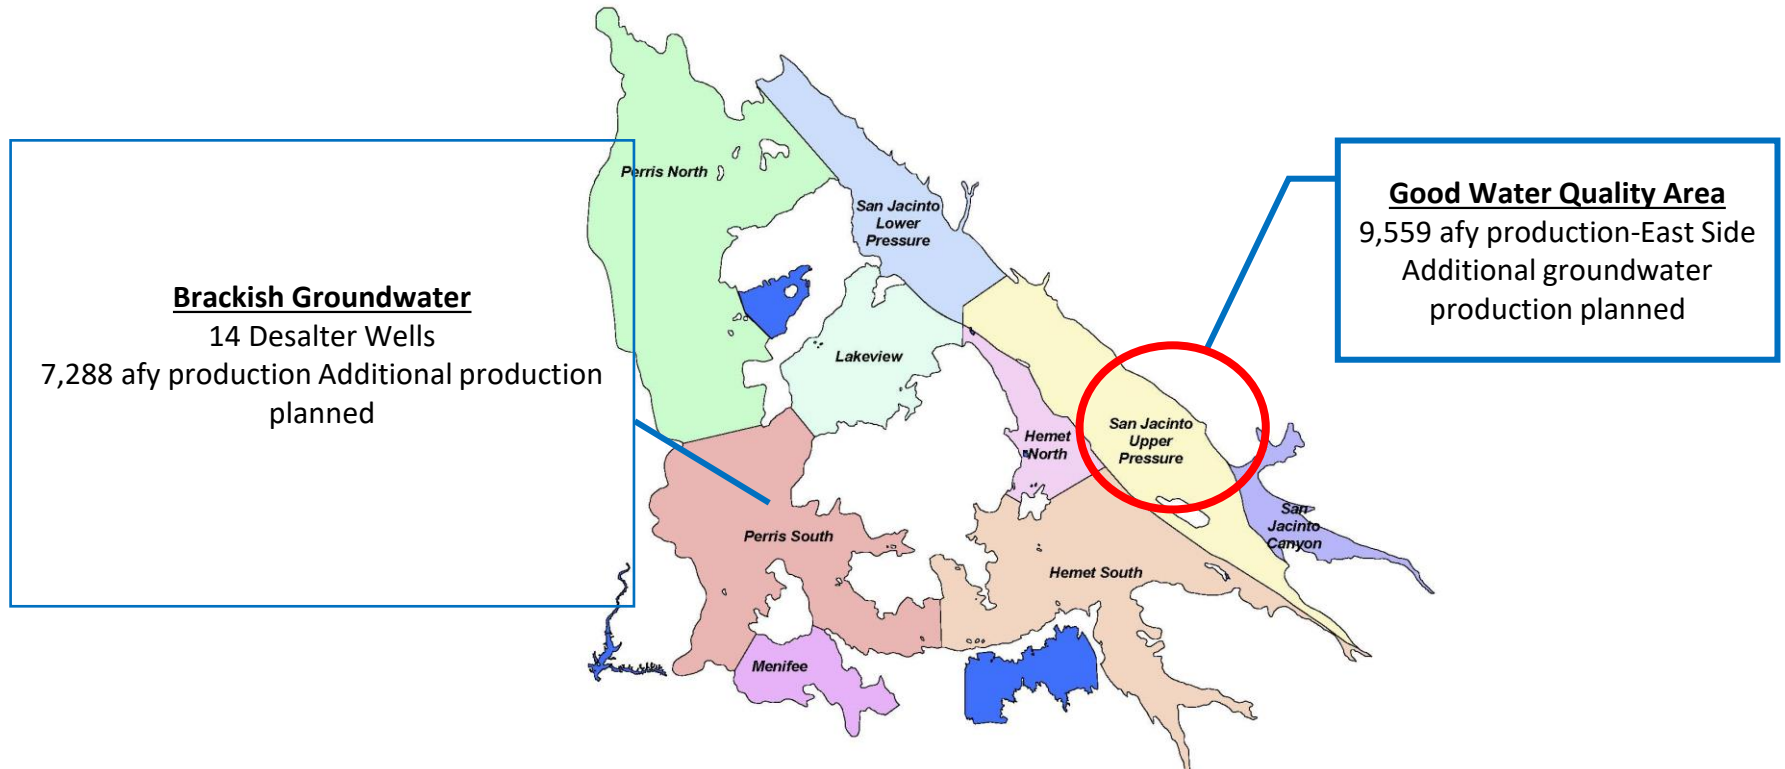 Brackish Groundwater
14 Desalter Wells
7,288 afy production Additional production
planned
Perris North
San Jacinto
Lower
Pressure
Lakeview
Hemet
North
San Jacinto
Upper
Pressure
San
Jacinto
Canyon
Perris South
Hemet South
Menifee
Good Water Quality Area
9,559 afy production-East Side
Additional groundwater
production planned